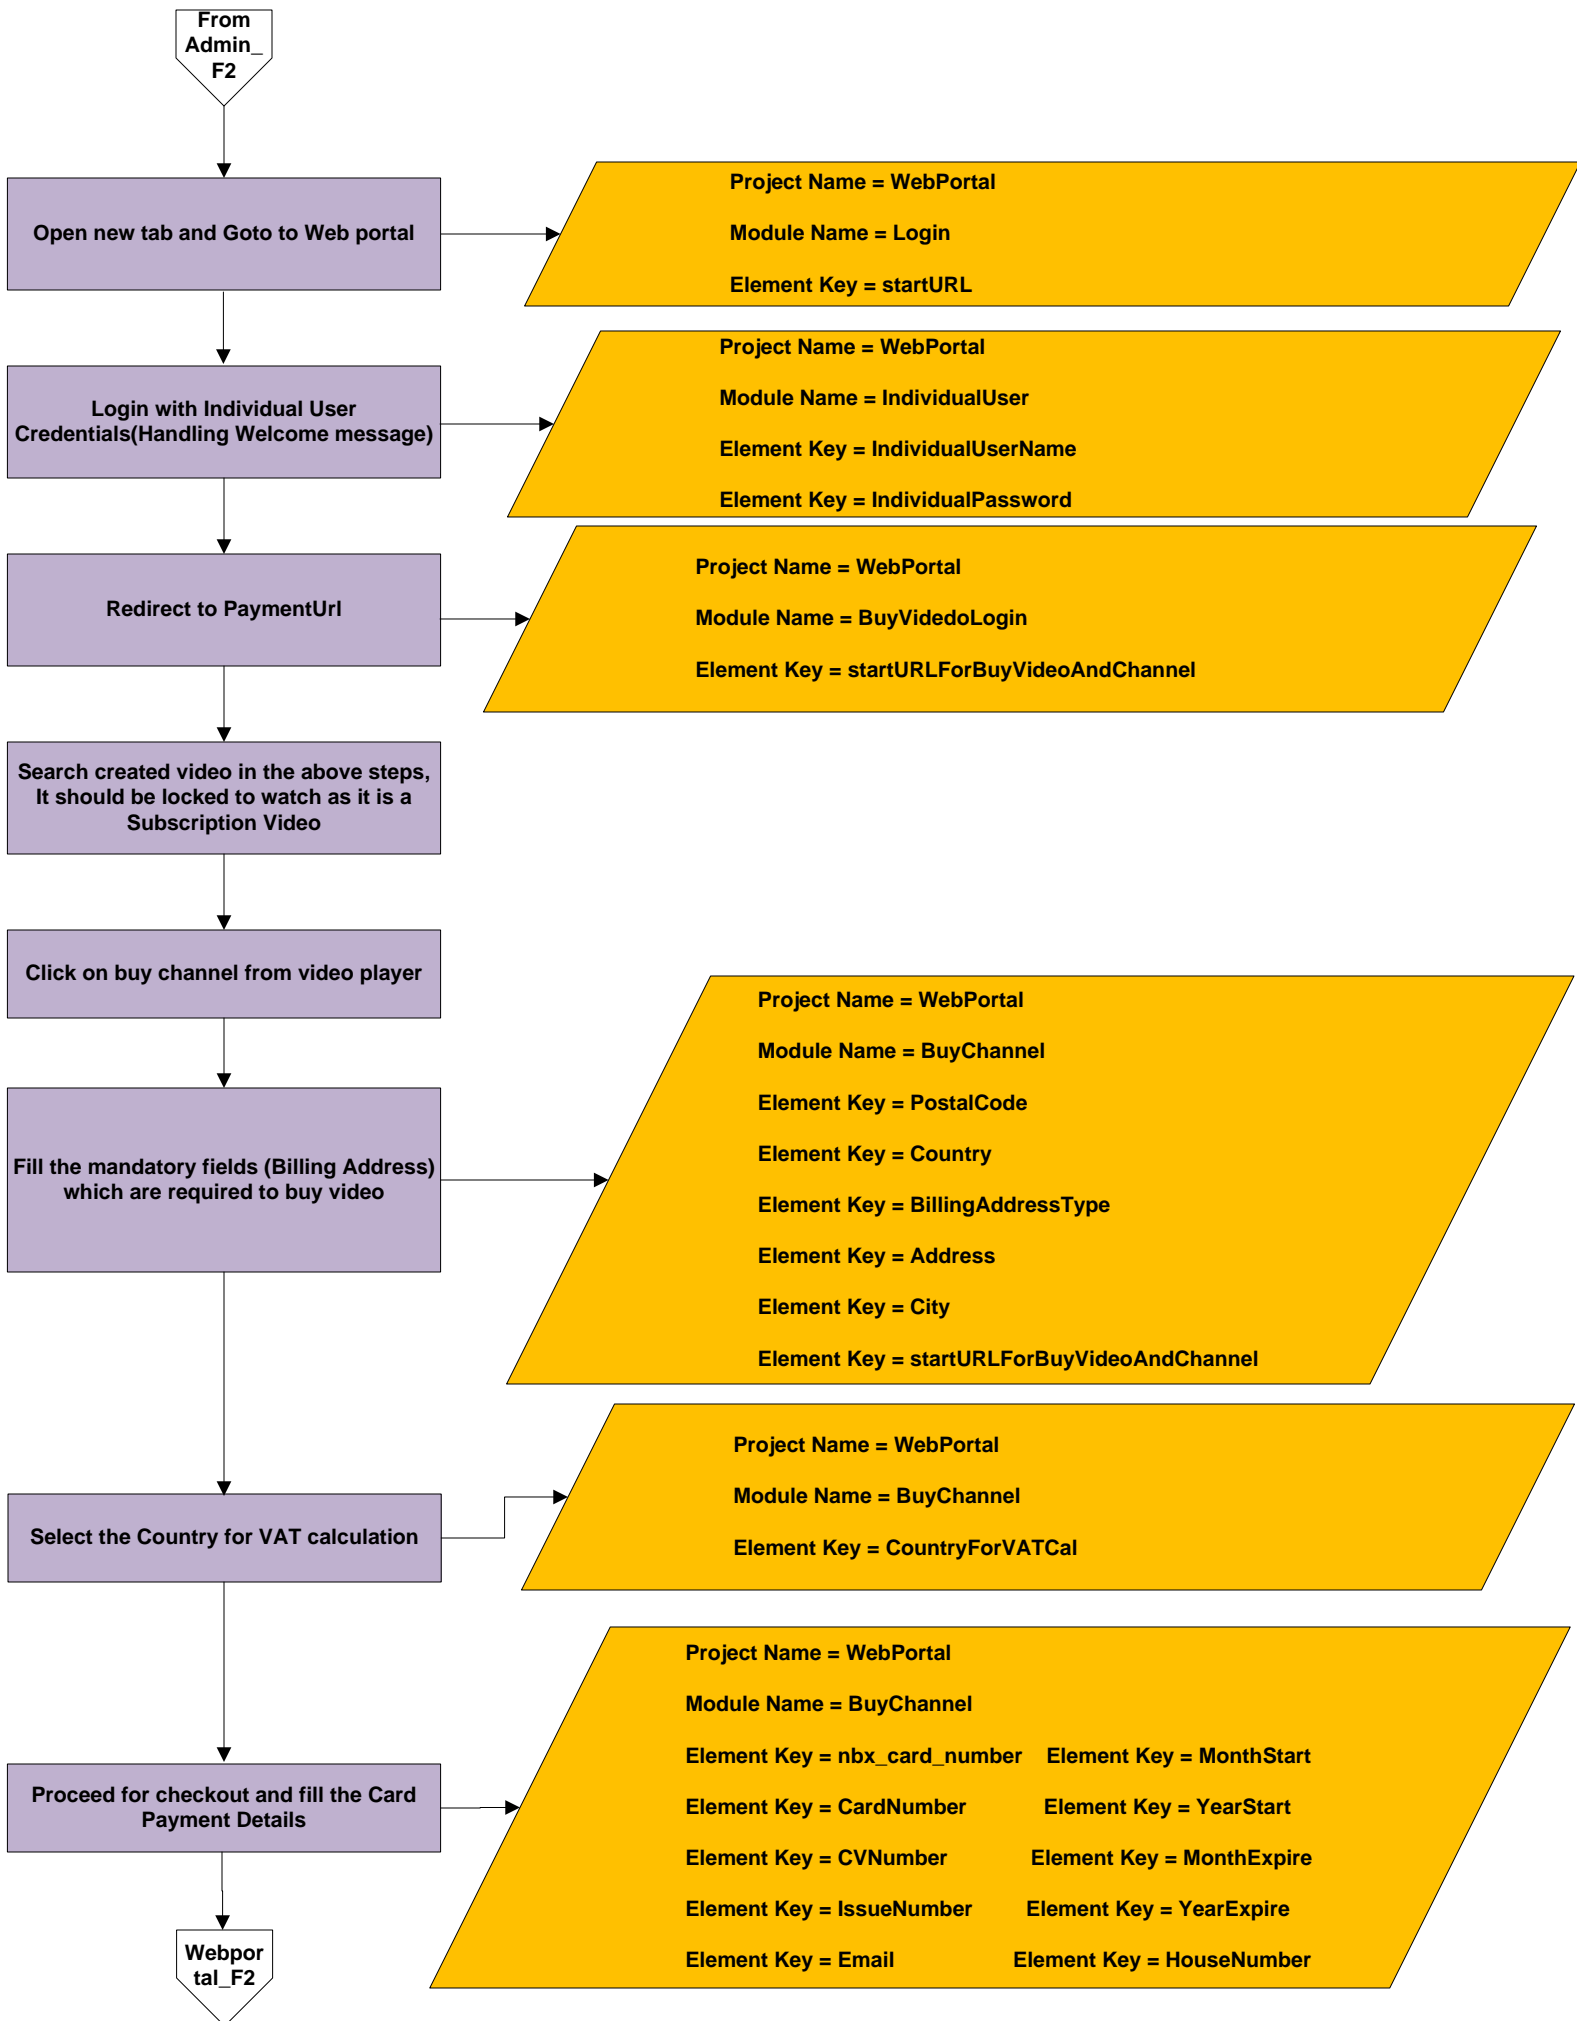 From
Admin_
F2
Open new tab and Goto to Web portal
Project Name = WebPortal
Module Name = Login
Element Key = startURL
Login with Individual User
Credentials(Handling Welcome message)
Project Name = WebPortal
Module Name = IndividualUser
Element Key = IndividualUserName
Element Key = IndividualPassword
Redirect to PaymentUrl
Project Name = WebPortal
Module Name = BuyVidedoLogin
Element Key = startURLForBuyVideoAndChannel
Search created video in the above steps,
It should be locked to watch as it is a
Subscription Video
Click on buy channel from video player
Fill the mandatory fields (Billing Address)
which are required to buy video
Project Name = WebPortal
Module Name = BuyChannel
Element Key = PostalCode
Element Key = Country
Element Key = BillingAddressType
Element Key = Address
Element Key = City
Element Key = startURLForBuyVideoAndChannel
Select the Country for VAT calculation
Project Name = WebPortal
Module Name = BuyChannel
Element Key = CountryForVATCal
Proceed for checkout and fill the Card
Payment Details
Project Name = WebPortal
Module Name = BuyChannel
Element Key = nbx_card_number Element Key = MonthStart
Element Key = CardNumber Element Key = YearStart
Element Key = CVNumber Element Key = MonthExpire
Element Key = IssueNumber Element Key = YearExpire
Element Key = Email Element Key = HouseNumber
Webpor
tal_F2